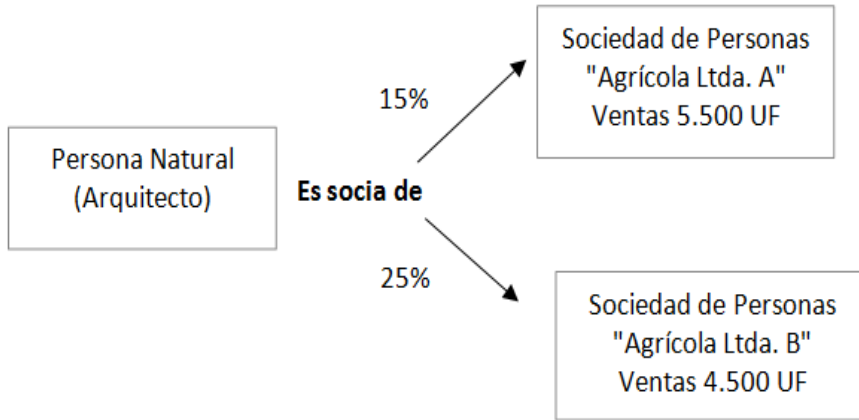 Persona Natural
(Arquitecto)
Es socia de
15%
Sociedad de Personas
"Agrícola Ltda. A"
Ventas 5.500 UF
25%
Sociedad de Personas
"Agrícola Ltda. B"
Ventas 4.500 UF